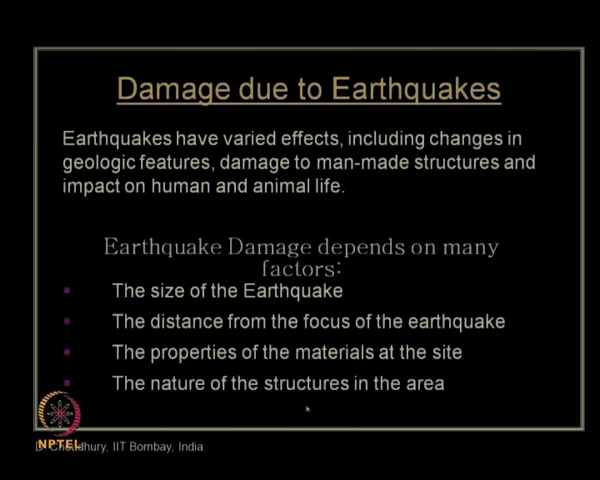 Damage due to Earthquakes
Earthquakes have varied effects, including changes in
geologic features, damage to man-made structures and
impact on human and animal life.
Earthquake Damage depends on many
factors:
The size of the Earthquake
The distance from the focus of the earthquake
The properties of the materials at the site
The nature of the structures in the area
NPTEL
D. Choudhury, IIT Bombay, India